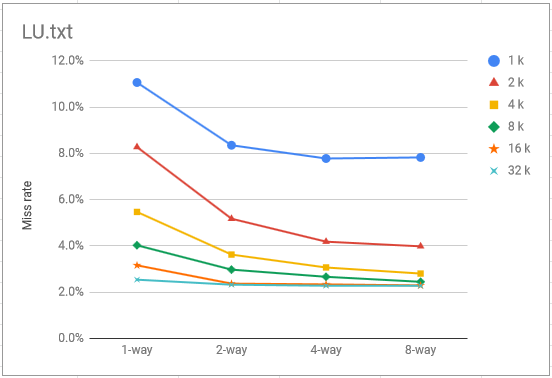 LU.txt
12.0%
10.0%
8.0%
6.0%
4.0%
2.0%
0.0%
Miss rate
1-way
2-way
4-way
8-way
1 k
2 k
4 k
8 k
16 k
32 k